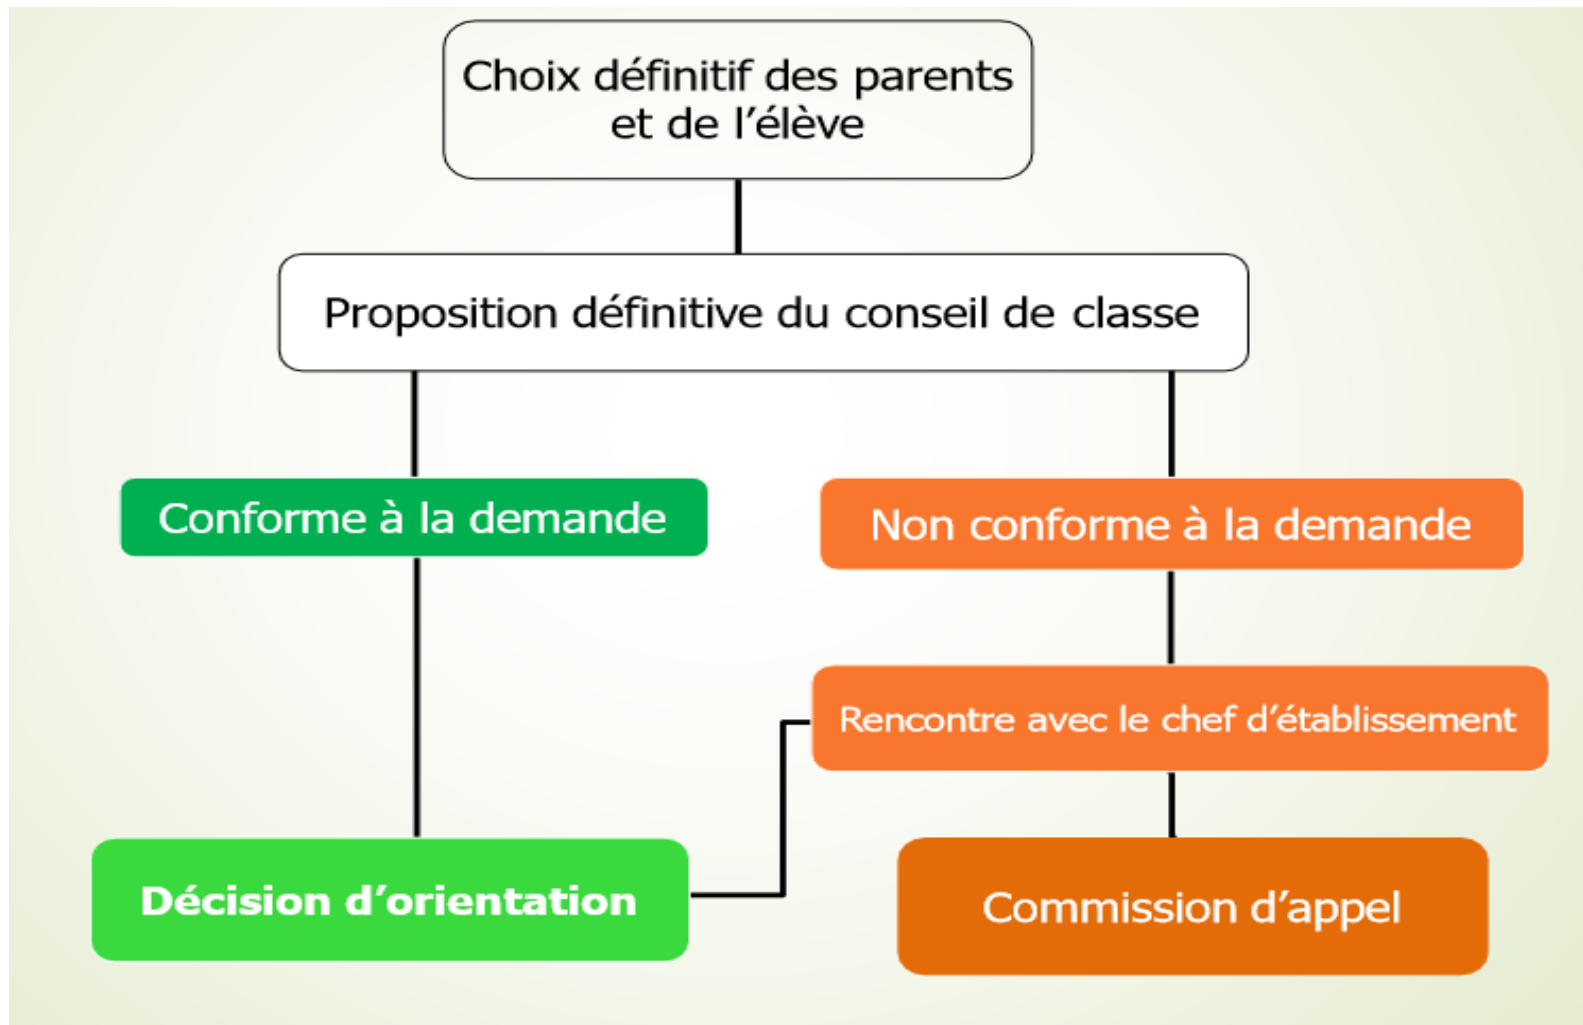 Choix définitif des parents
et de l’élève
Proposition définitive du conseil de classe
Conforme à la demande
Non conforme à la demande
Rencontre avec le chef d’établissement
Décision d’orientation
Commission d’appel